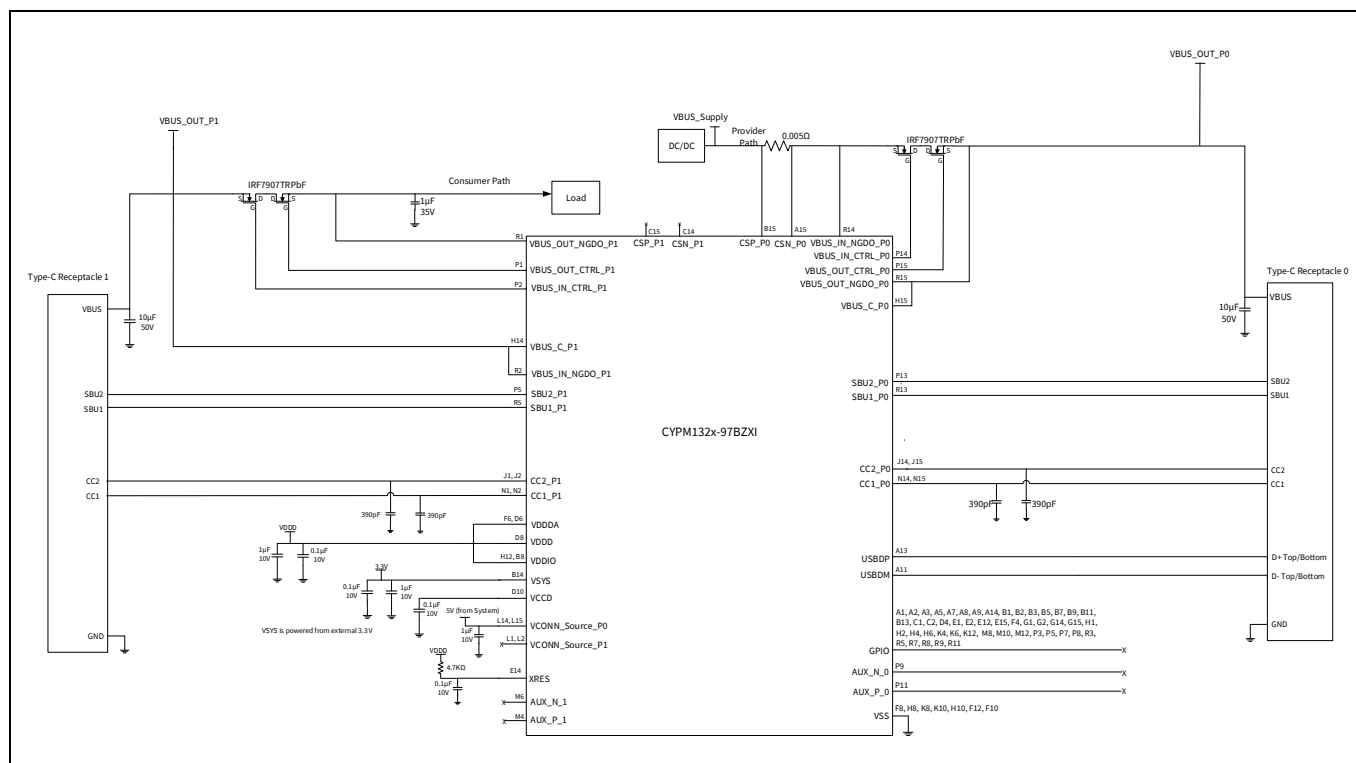 VBUS_OUT_P0
VBUS_OUT_P1
VBUS_Supply
DC/DC
Provider
Path
0.005Ω
IRF7907TRPbF
S
D
D
S
G
G
IRF7907TRPbF
S
D
D
S
G
Consumer Path
Load
1µF
35V
C15
C14
B15
A15
R14
CSP_P1
CSN_P1
CSP_P0
CSN_P0
VBUS_IN_NGDO_P0
R1
VBUS_OUT_NGDO_P1
P14
VBUS_IN_CTRL_P0
P1
VBUS_OUT_CTRL_P1
P15
VBUS_OUT_CTRL_P0
R15
VBUS_OUT_NGDO_P0
P2
VBUS_IN_CTRL_P1
H15
VBUS_C_P0
Type-C Receptacle 1
Type-C Receptacle 0
VBUS
10µF
50V
VBUS
10µF
50V
H14
VBUS_C_P1
R2
VBUS_IN_NGDO_P1
SBU2
P5
SBU2_P1
SBU1
R5
SBU1_P1
P13
SBU2_P0
SBU2
R13
SBU1_P0
SBU1
CYPM132x-97BZXI
CC2
J1, J2
CC2_P1
CC1
N1, N2
CC1_P1
390pF
390pF
J14, J15
CC2_P0
CC2
N14, N15
CC1_P0
CC1
390pF
390pF
F6, D6
VDDDA
VDDD
D8
VDDD
1µF
10V
0.1µF
10V
H12, B8
VDDIO
3.3V
B14
VSYS
0.1µF
10V
1µF
10V
D10
VCCD
0.1µF
10V
5V (from System)
VSYS is powered from external 3.3 V
L14, L15
VCONN_Source_P0
1µF
10V
L1, L2
VCONN_Source_P1
VDDD
4.7KΩ
E14
XRES
0.1µF
10V
M6
AUX_N_1
M4
AUX_P_1
GND
A13
USBDP
D+ Top/Bottom
A11
USBDM
D- Top/Bottom
A1, A2, A3, A5, A7, A8, A9, A14, B1, B2, B3, B5, B7, B9, B11,
B13, C1, C2, D4, E1, E2, E12, E15, F4, G1, G2, G14, G15, H1,
H2, H4, H6, K4, K6, K12, M8, M10, M12, P3, P5, P7, P8, R3,
R5, R7, R8, R9, R11
GPIO
X
P9
AUX_N_0
X
P11
AUX_P_0
X
F8, H8, K8, K10, H10, F12, F10
VSS
GND